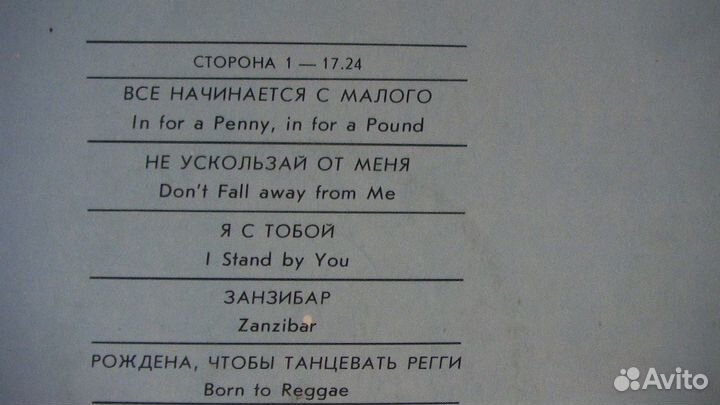 СТОРОНА 1 — 17.24
ВСЕ НАЧИНАЕТСЯ С МАЛОГО
In for a Penny, in for a Pound
НЕ УСКОЛЬЗАЙ ОТ МЕНЯ
Don't Fall away from Me
Я С ТОБОЙ
I Stand by You
ЗАНЗИБАР
Zanzibar
РОЖДЕНА, ЧТОБЫ ТАНЦЕВАТЬ РЕГГИ
Born to Reggae
Avito